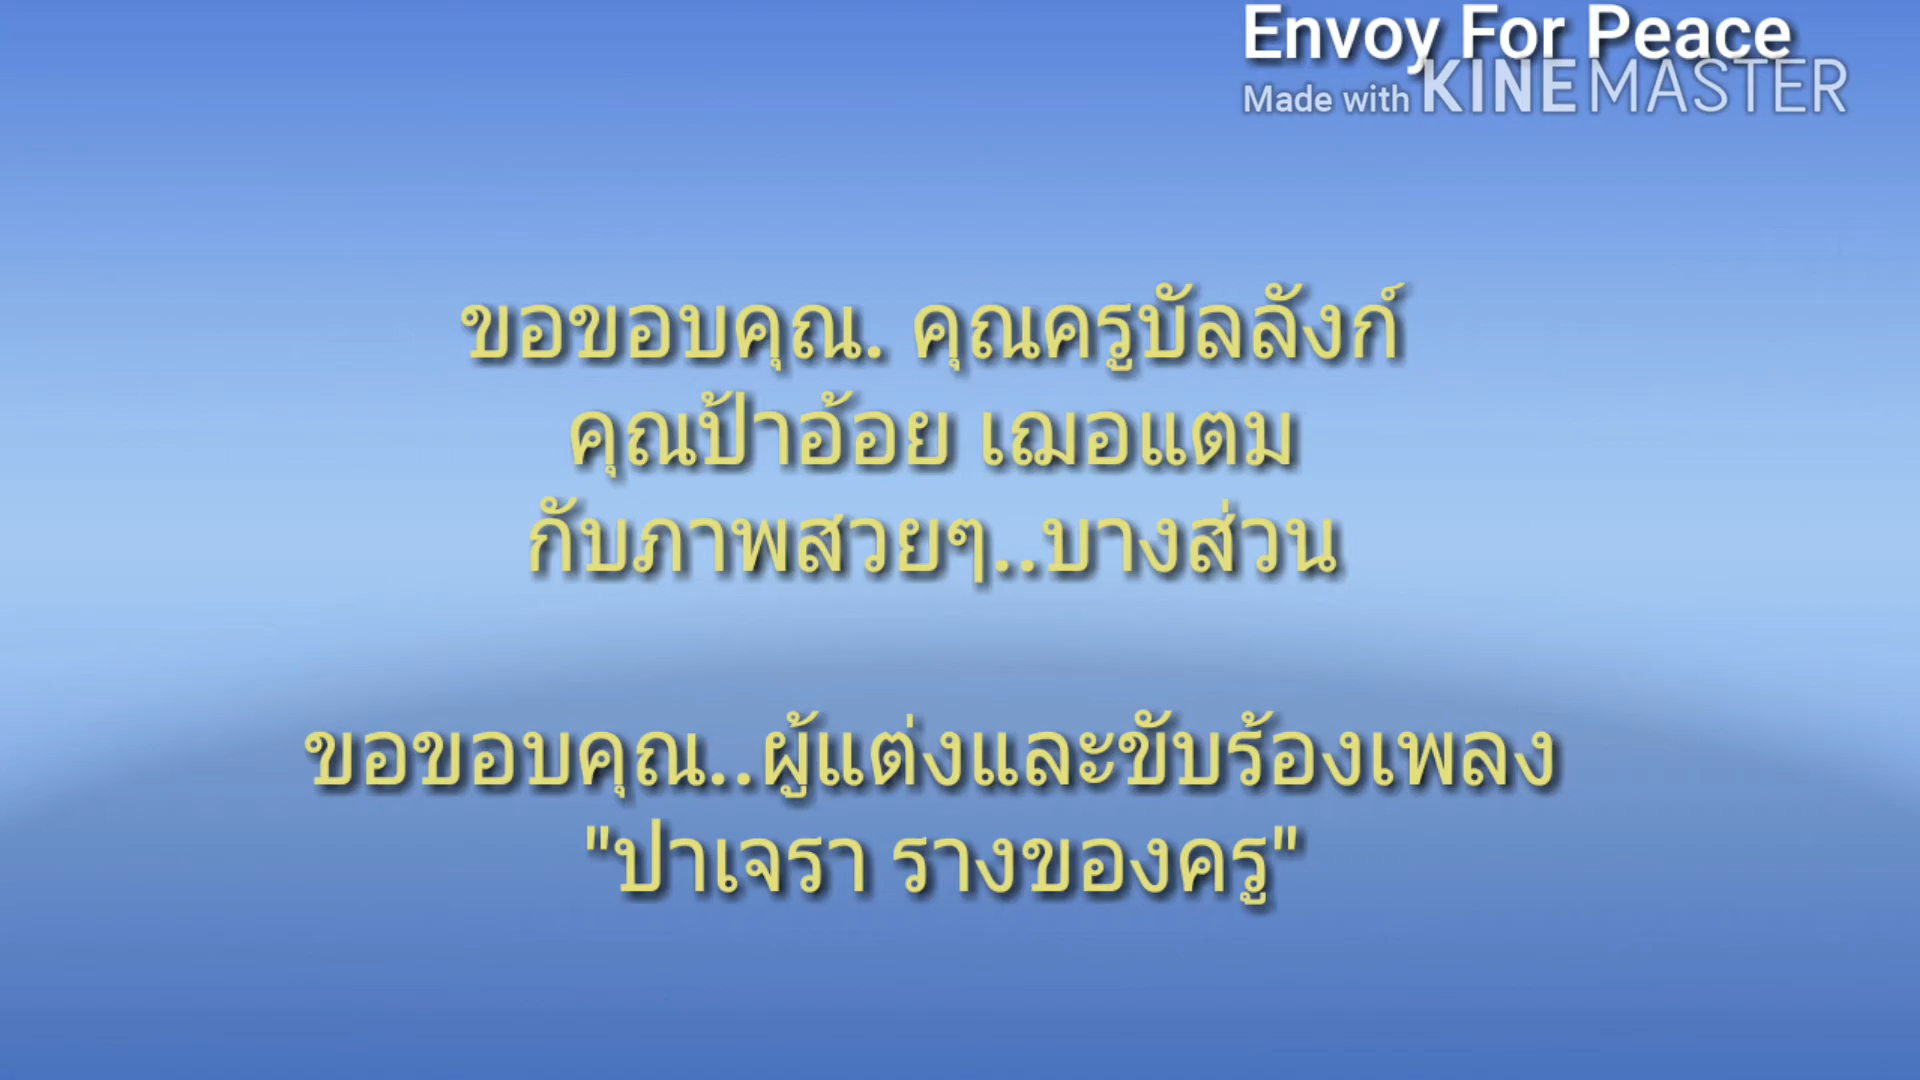 Envoy For Peace
Made with KINEMASTER
ขอขอบคุณ. คุณครูบัลลังก์
คุณป้าอ้อย เฌอแตม
กับภาพสวยๆ..บางส่วน
ขอขอบคุณ..ผู้แต่งและขับร้องเพลง
"ปาเจรา รางของครู"